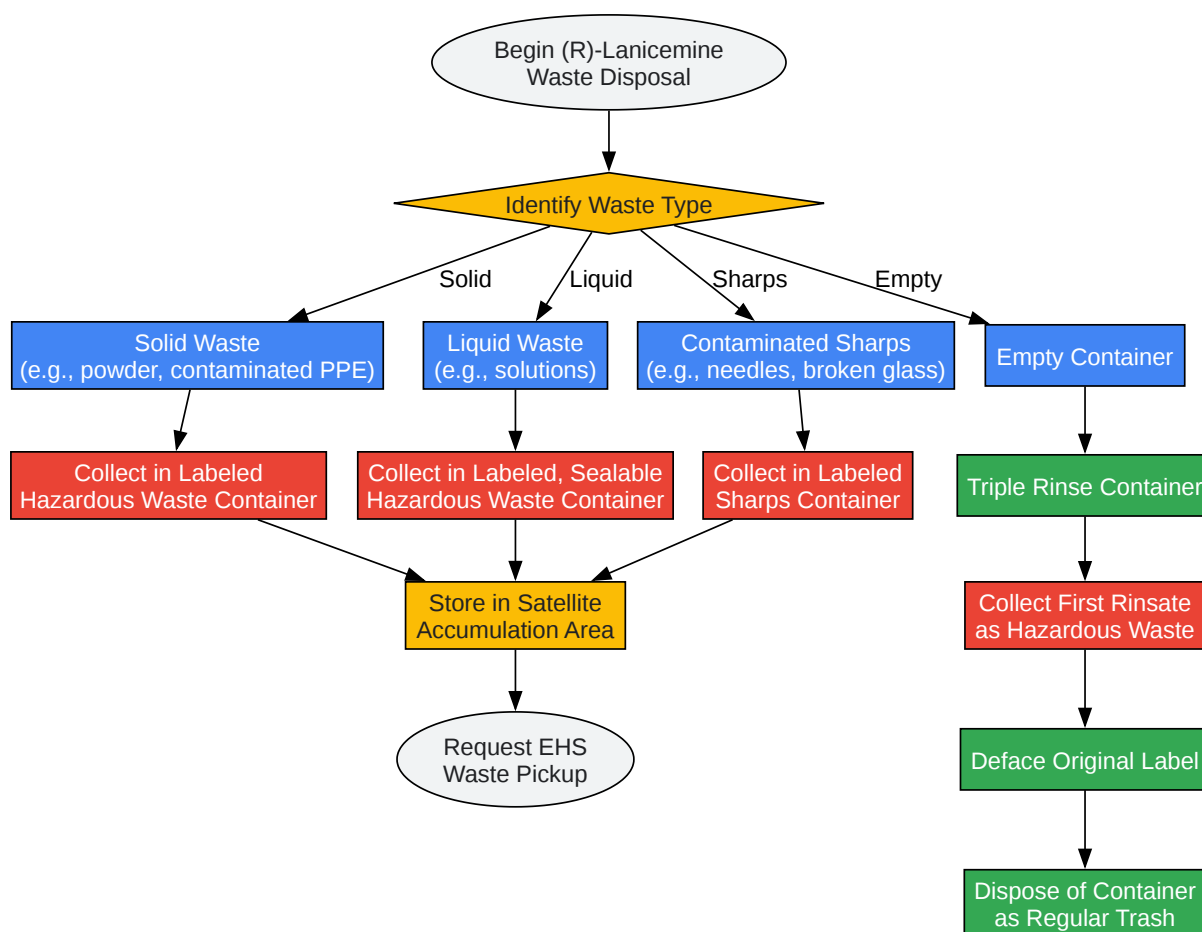 Begin (R)-Lanicemine
Waste Disposal
Identify Waste Type
Solid
Liquid
Sharps
Empty
Solid Waste
(e.g., powder, contaminated PPE)
Liquid Waste
(e.g., solutions)
Contaminated Sharps
(e.g., needles, broken glass)
Empty Container
Collect in Labeled
Hazardous Waste Container
Collect in Labeled, Sealable
Hazardous Waste Container
Collect in Labeled
Sharps Container
Triple Rinse Container
Store in Satellite
Accumulation Area
Collect First Rinsate
as Hazardous Waste
Request EHS
Waste Pickup
Deface Original Label
Dispose of Container
as Regular Trash